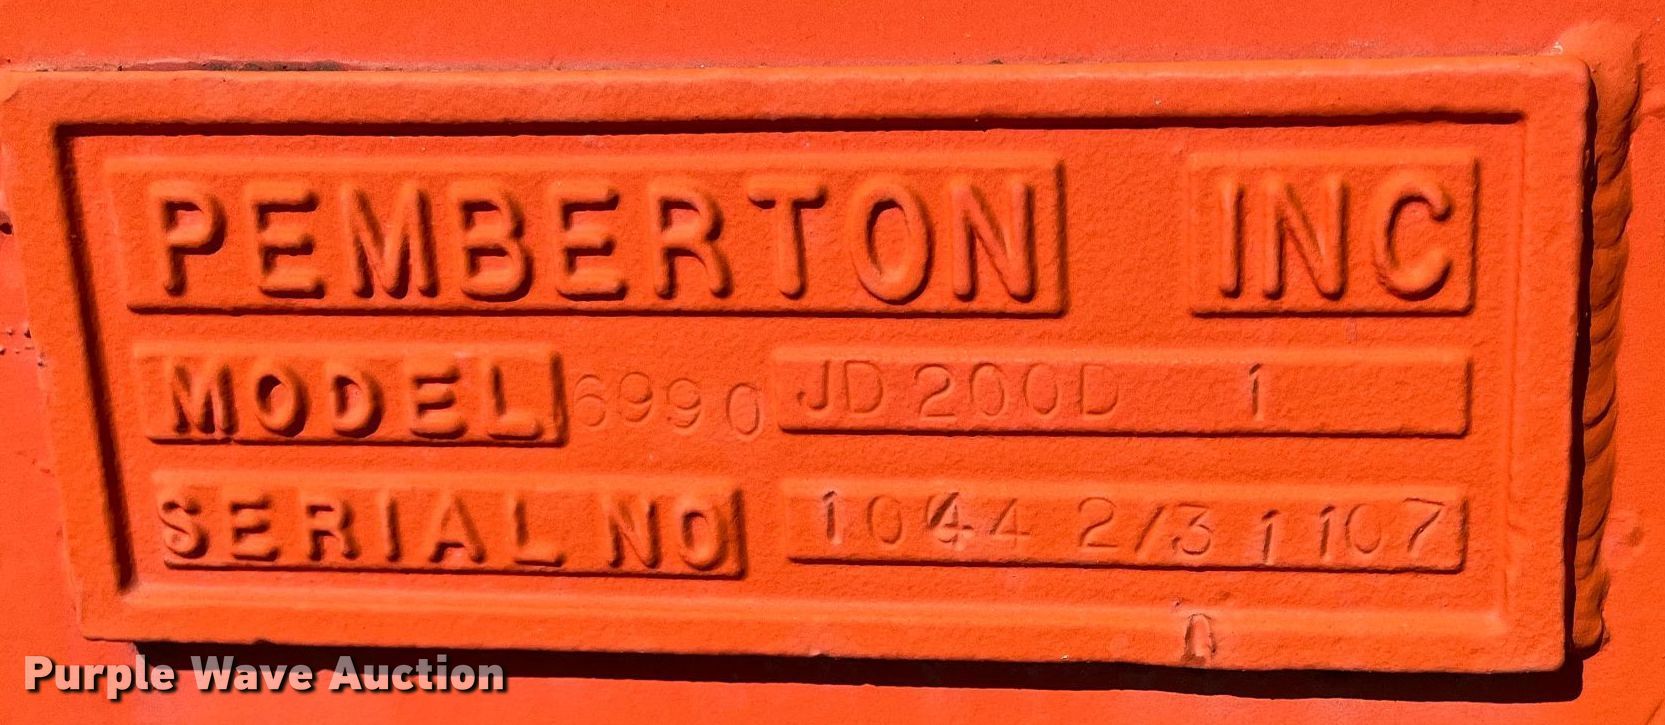 PEMBERTON INC
MODEL 6990 JD 200D 1
SERIAL NO 1044 2/3 1107
Purple Wave Auction